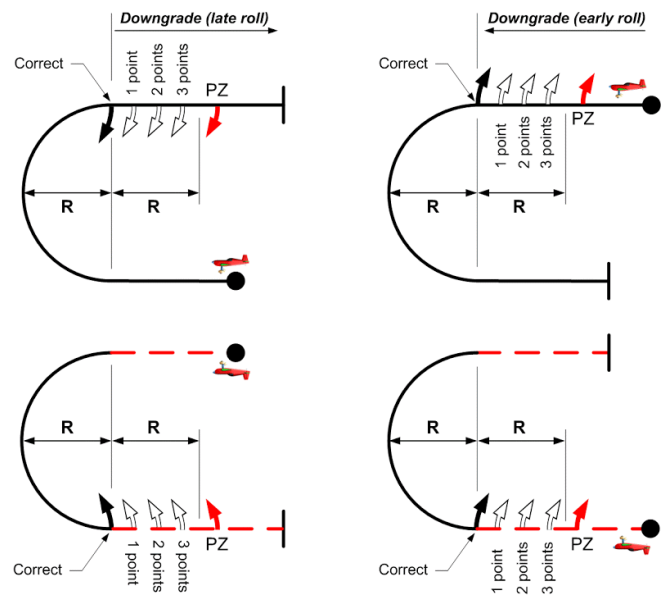 Downgrade (late roll)
Correct
1 point
2 points
3 points
PZ
R
R
Downgrade (early roll)
Correct
1 point
2 points
3 points
PZ
R
R
R
R
Correct
1 point
2 points
3 points
PZ
R
R
Correct
1 point
2 points
3 points
PZ